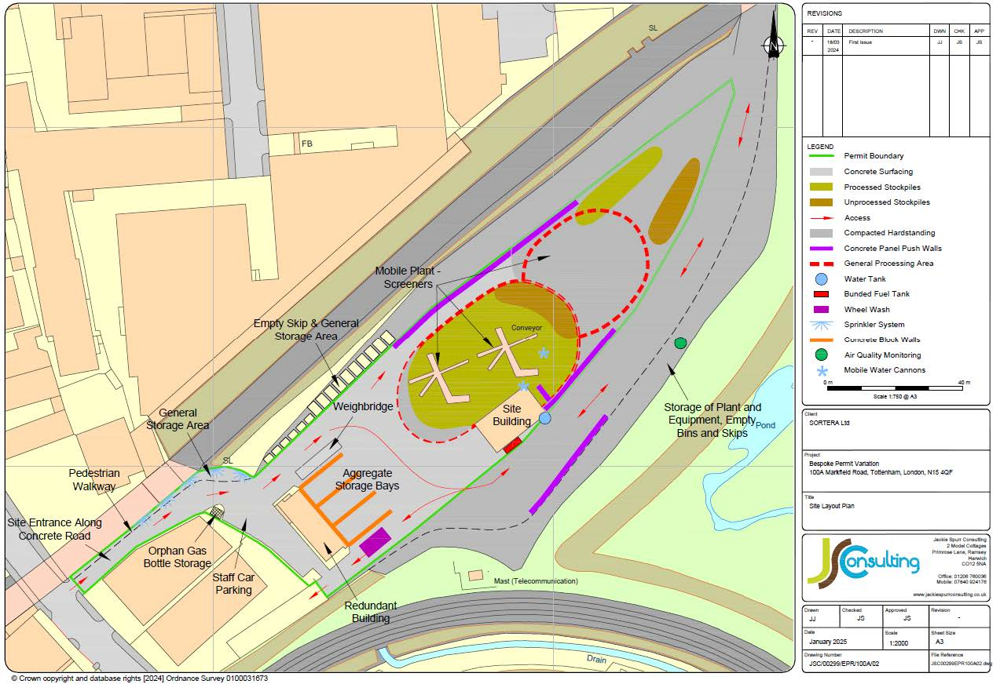 SL
FB
Mobile Plant -
Screeners
Conveyor
Empty Skip & General
Storage Area
Weighbridge
General
Storage Area
SL
Site
Building
Storage of Plant and
Equipment, Empty
Bins and Skips
Pond
Pedestrian
Walkway
Aggregate
Storage Bays
Site Entrance Along
Concrete Road
Orphan Gas
Bottle Storage
Staff Car
Parking
Redundant
Building
Mast (Telecommunication)
Drain
© Crown copyright and database rights [2024] Ordnance Survey 0100031673
N
REVISIONS
REV DATE DESCRIPTION DWN CHK APP
- 18/03 First Issue JJ JS JS
2024
LEGEND
Permit Boundary
Concrete Surfacing
Processed Stockpiles
Unprocessed Stockpiles
Access
Compacted Hardstanding
Concrete Panel Push Walls
General Processing Area
Water Tank
Bunded Fuel Tank
Wheel Wash
Sprinkler System
Concrete Block Walls
Air Quality Monitoring
Mobile Water Cannons
0 m 40 m
Scale 1:750 @ A3
Client
SORTERA Ltd
Project
Bespoke Permit Variation
100A Markfield Road, Tottenham, London, N15 4QF
Title
Site Layout Plan
JS Consulting
Jackie Spurr Consulting
2 Model Cottages
Primrose Lane, Ramsey
Harwich
CO12 5NA
Office: 01206 760036
Mobile: 07840 924176
www.jackiespurrconsulting.co.uk
Drawn Checked Approved Revision
JJ JS JS -
Date Scale Sheet Size
January 2025 1:2000 A3
Drawing Number File Reference
JSC/00299/EPR/100A/02 JSC00299EPR100A02.dwg